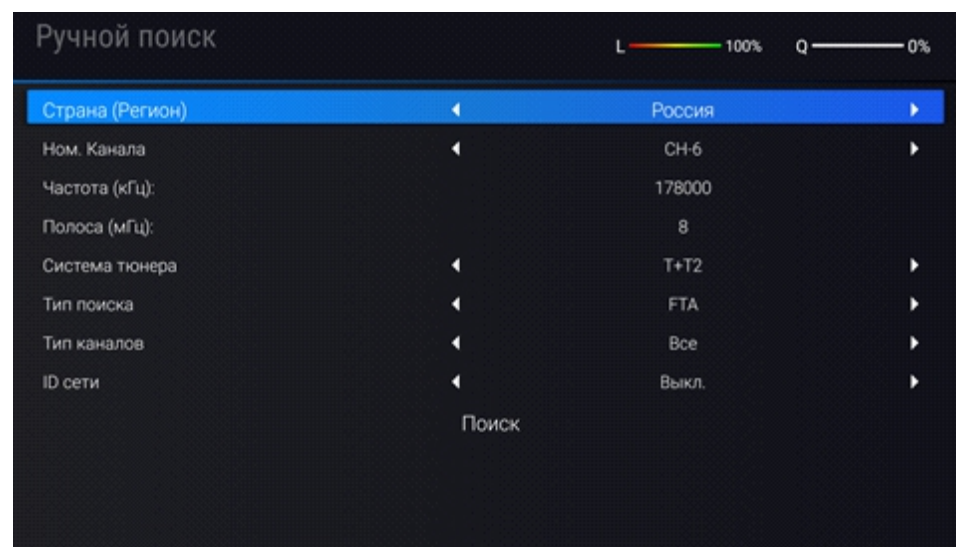 Ручной поиск
L 100% Q 0%
Страна (Регион) Россия
Ном. Канала CH-6
Частота (кГц): 178000
Полоса (мГц): 8
Система тюнера T+T2
Тип поиска FTA
Тип каналов Все
ID сети Выкл.
Поиск